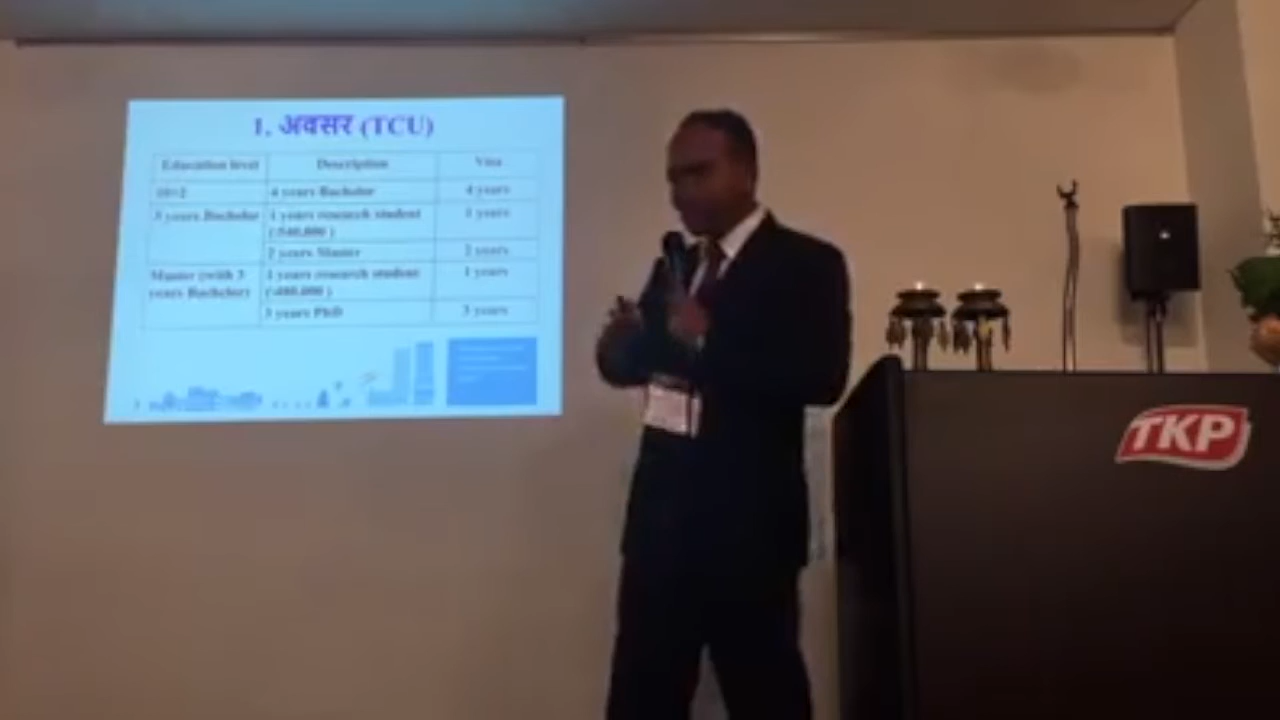 1. अवसर (TCU)
Education level Description Visa
10+2 4 years Bachelor 4 years
3 years Bachelor 1 years research student 1 years
2 years Master 2 years
Master (with 3 1 years research student 1 years
years Bachelor)
3 years PhD 3 years
TKP